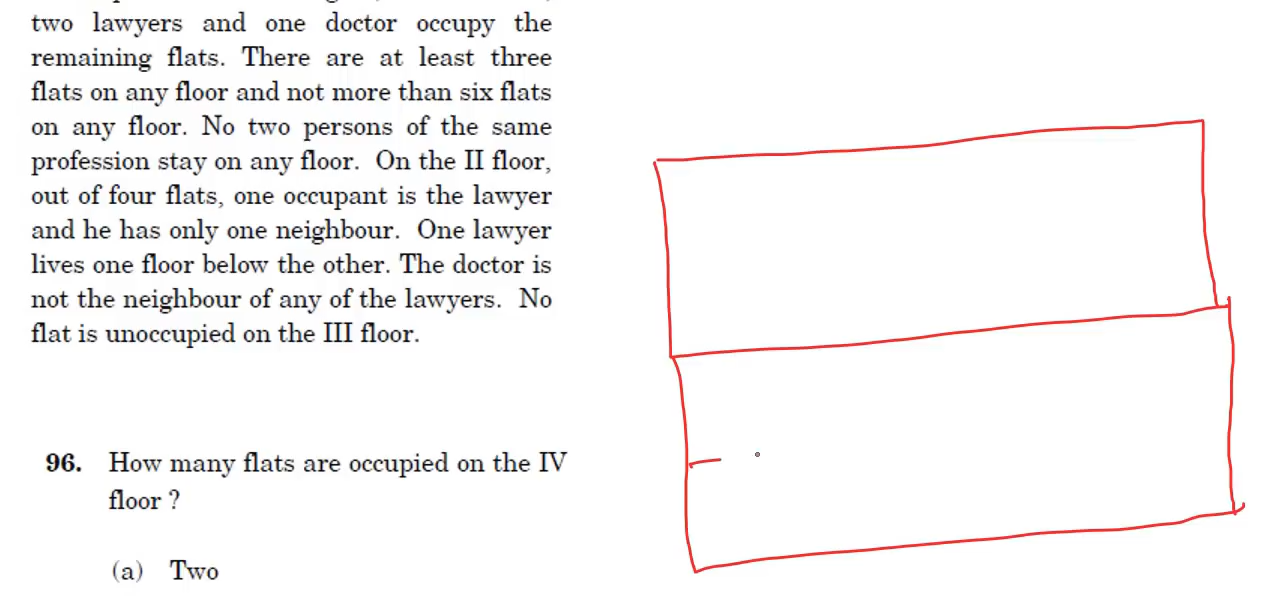 two lawyers and one doctor occupy the
remaining flats. There are at least three
flats on any floor and not more than six flats
on any floor. No two persons of the same
profession stay on any floor. On the II floor,
out of four flats, one occupant is the lawyer
and he has only one neighbour. One lawyer
lives one floor below the other. The doctor is
not the neighbour of any of the lawyers. No
flat is unoccupied on the III floor.
96. How many flats are occupied on the IV
floor ?
(a) Two